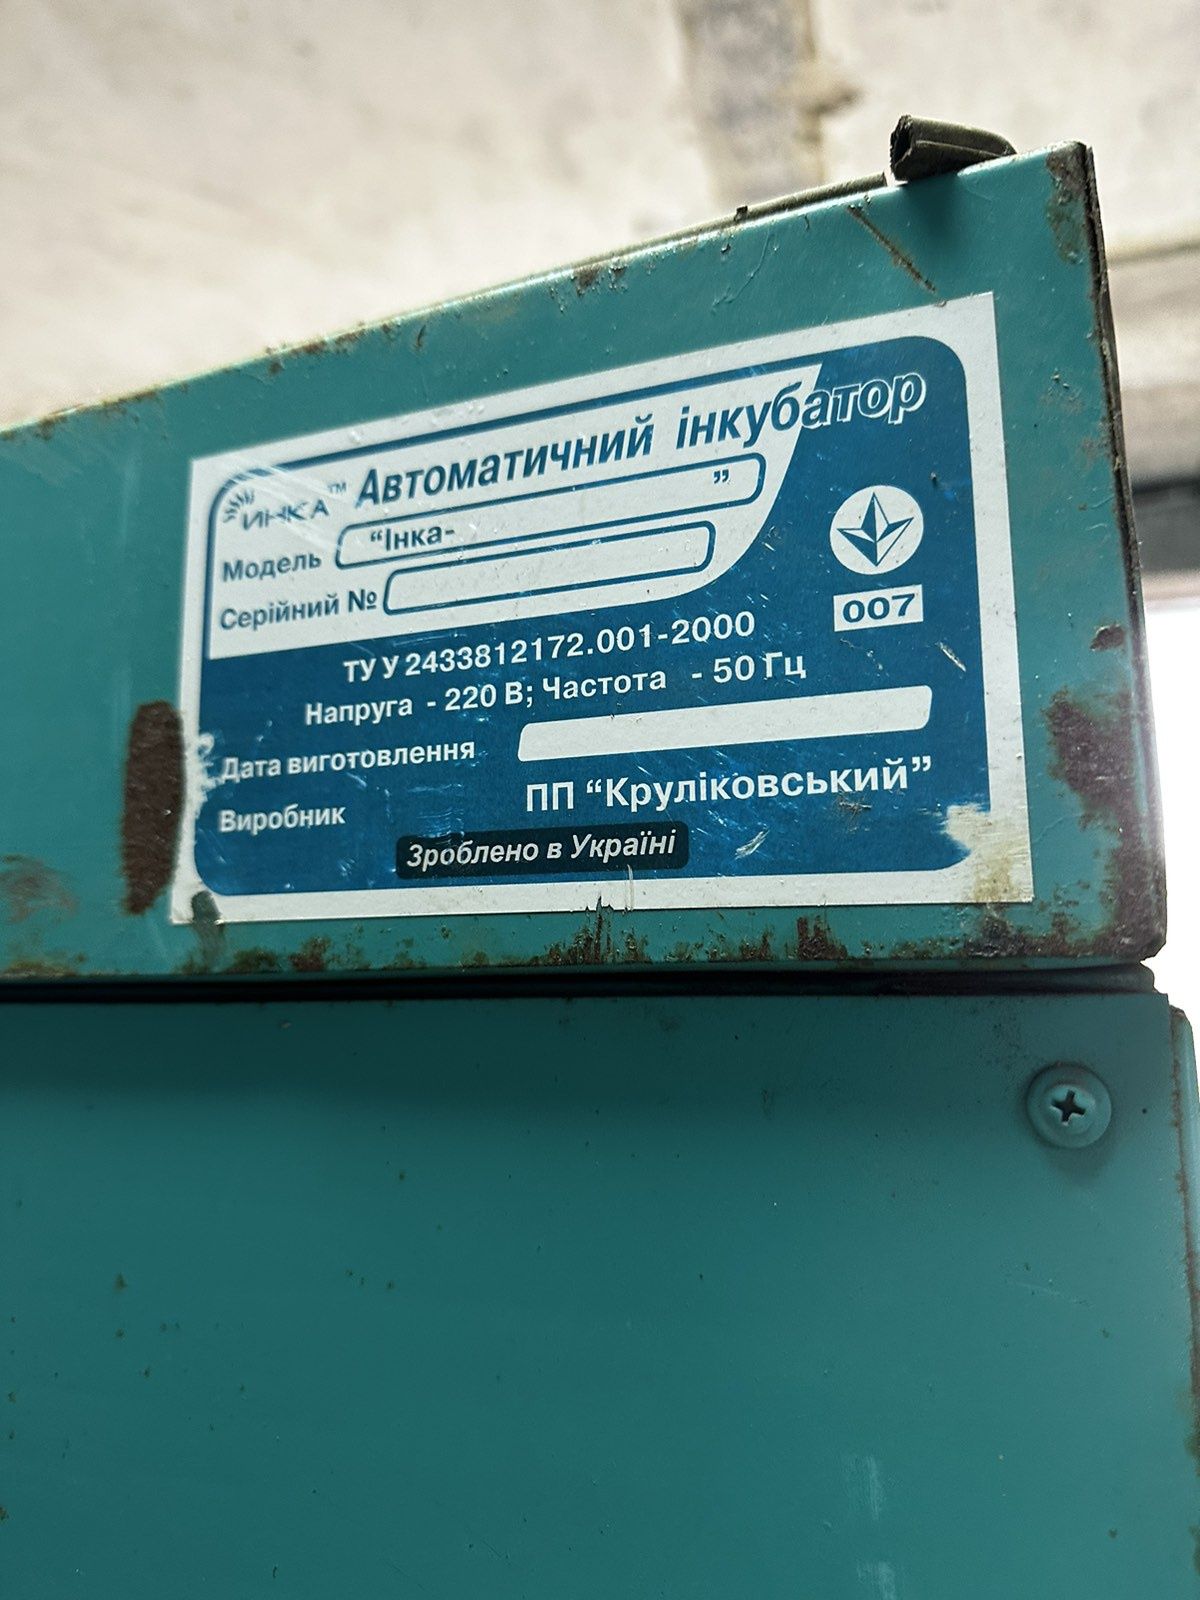 ИНКА™ Автоматичний інкубатор
Модель “Інка- ”
Серійний №
007
ТУ У 2433812172.001-2000
Напруга - 220 В; Частота - 50 Гц
Дата виготовлення
Виробник ПП “Круліковський”
Зроблено в Україні